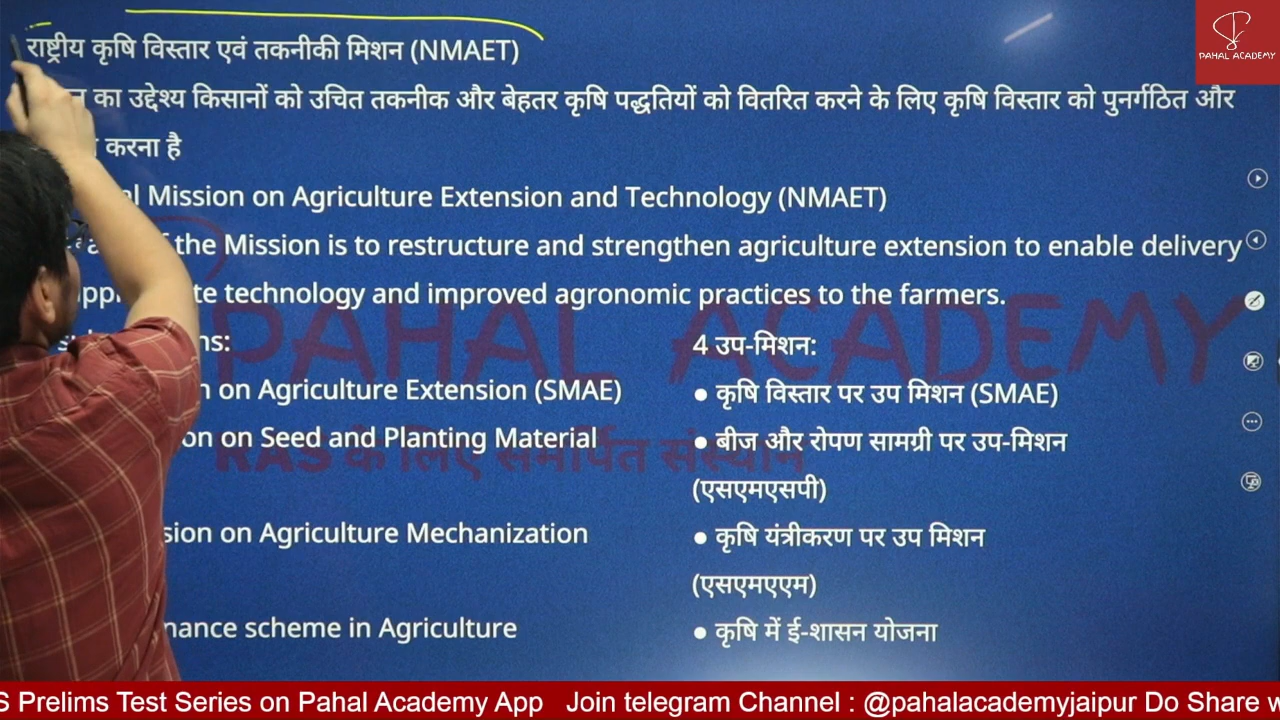 राष्ट्रीय कृषि विस्तार एवं तकनीकी मिशन (NMAET)
का उद्देश्य किसानों को उचित तकनीक और बेहतर कृषि पद्धतियों को वितरित करने के लिए कृषि विस्तार को पुनर्गठित और
करना है
Mission on Agriculture Extension and Technology (NMAET)
the Mission is to restructure and strengthen agriculture extension to enable delivery
technology and improved agronomic practices to the farmers.
4 उप-मिशन:
on Agriculture Extension (SMAE)
● कृषि विस्तार पर उप मिशन (SMAE)
on Seed and Planting Material
● बीज और रोपण सामग्री पर उप-मिशन
(एसएमएसपी)
on Agriculture Mechanization
● कृषि यंत्रीकरण पर उप मिशन
(एसएमएएम)
scheme in Agriculture
● कृषि में ई-शासन योजना
PAHAL ACADEMY
RAS के लिए समर्पित संस्थान
PAHAL ACADEMY
S Prelims Test Series on Pahal Academy App Join telegram Channel : @pahalacademyjaipur Do Share w